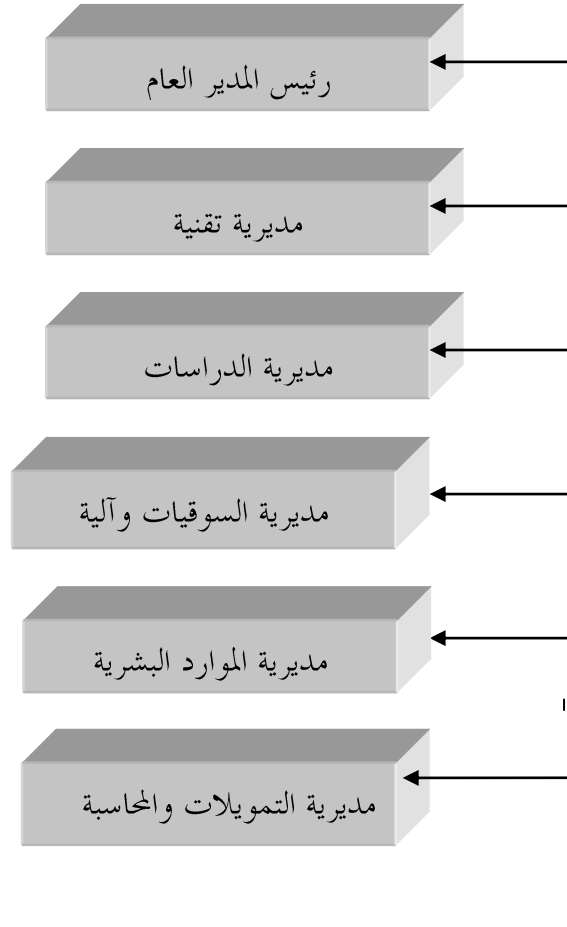 رئيس المدير العام
مديرية تقنية
مديرية الدراسات
مديرية السوقيات وآلية
مديرية الموارد البشرية
مديرية التمويلات والمحاسبة